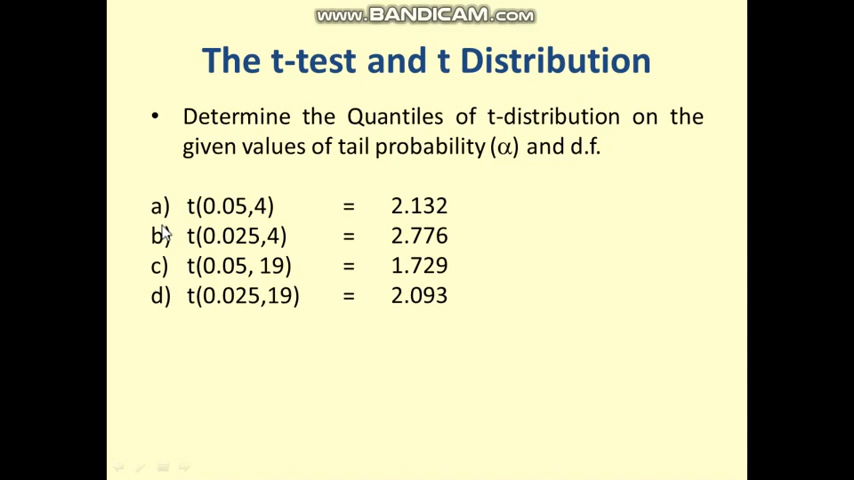 www.BANDICAM.com
The t-test and t Distribution
• Determine the Quantiles of t-distribution on the
given values of tail probability (α) and d.f.
a) t(0.05,4) = 2.132
b) t(0.025,4) = 2.776
c) t(0.05, 19) = 1.729
d) t(0.025,19) = 2.093